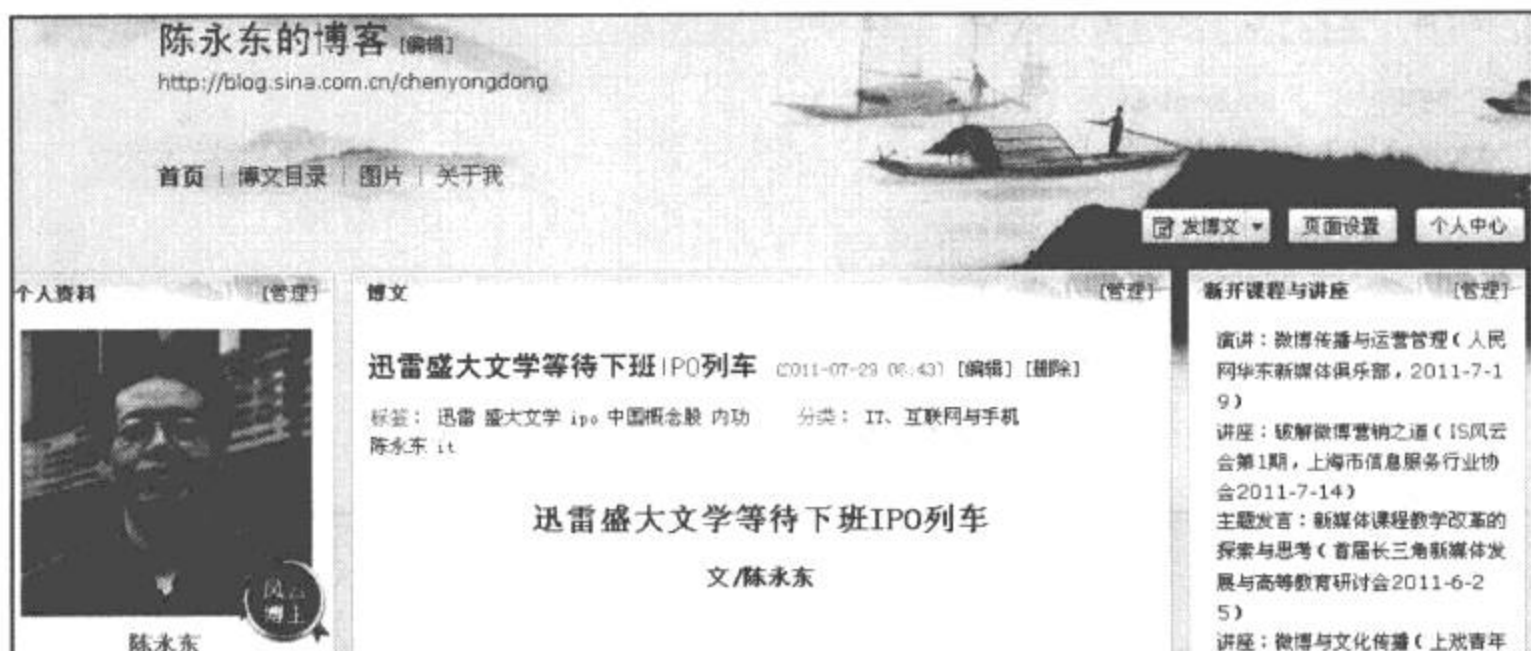 陈永东的博客 [编辑]
http://blog.sina.com.cn/chenyongdong
首页 | 博文目录 | 图片 | 关于我
发博文 页面设置 个人中心
个人资料 [管理]
风云博主
陈永东
博文 [管理]
迅雷盛大文学等待下班IPO列车 [编辑] [删除]
标签： 迅雷 盛大文学 ipo 中国概念股 内功 分类： IT、互联网与手机
陈永东 it
迅雷盛大文学等待下班IPO列车
文/陈永东
新开课程与讲座 [管理]
演讲：微博传播与运营管理(人民
网华东新媒体俱乐部，2011-7-1
9)
讲座：破解微博营销之道(IS风云
会第1期，上海市信息服务行业协
会2011-7-14)
主题发言：新媒体课程教学改革的
探索与思考(首届长三角新媒体发
展与高等教育研讨会2011-6-2
5)
讲座：微博与文化传播(上戏青年